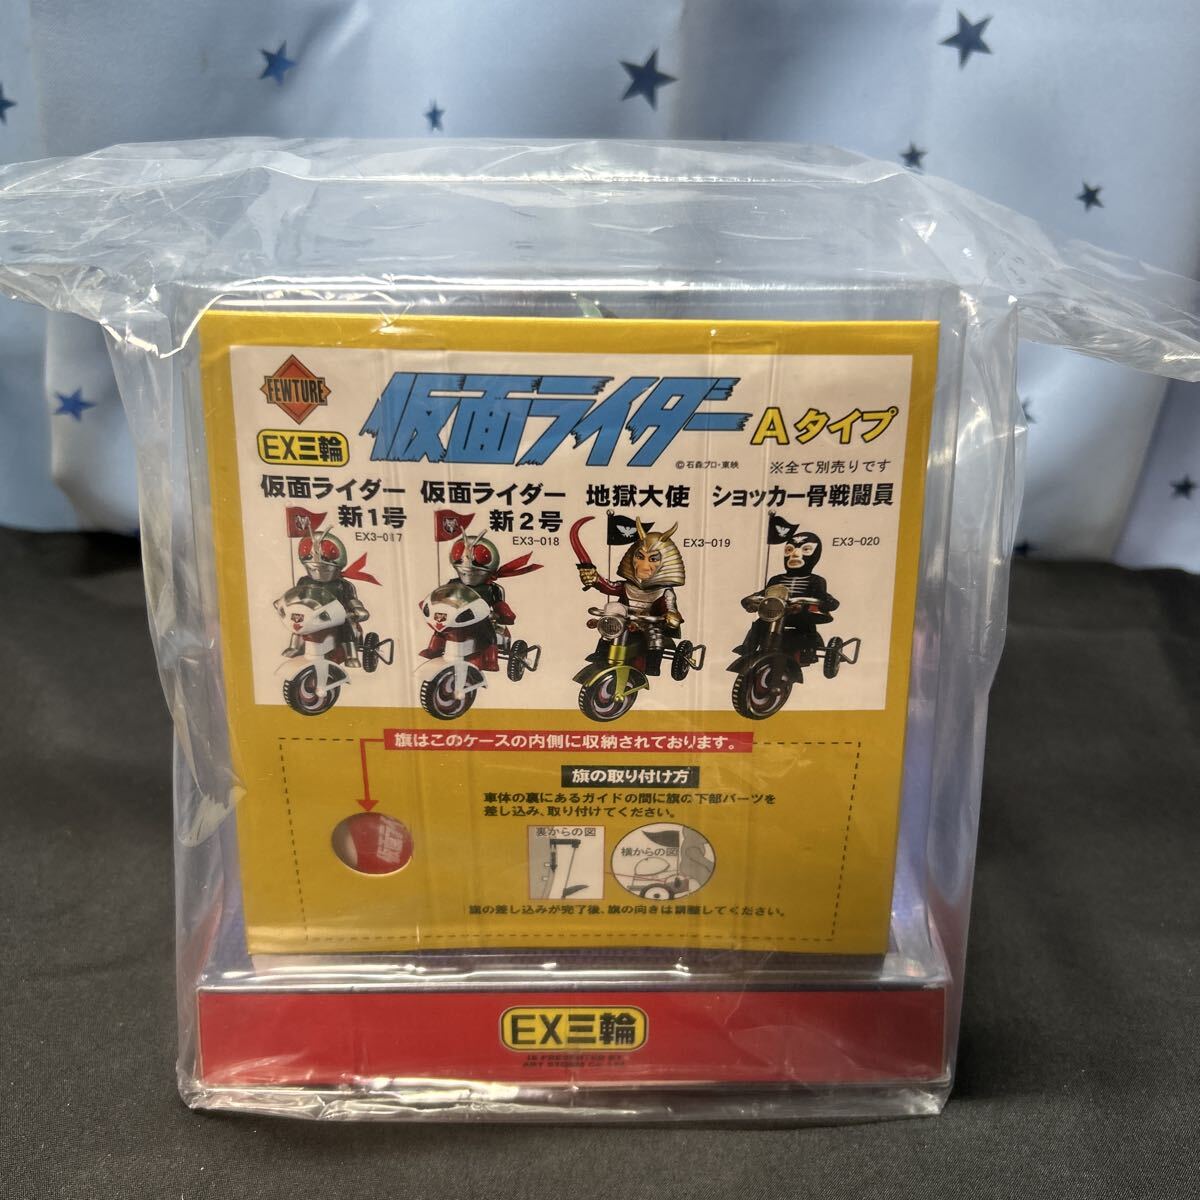 FEWTURE
EX三輪
仮面ライダー Aタイプ
©石森プロ・東映
※全て別売りです
仮面ライダー
新1号
EX3-017
仮面ライダー
新2号
EX3-018
地獄大使
EX3-019
ショッカー骨戦闘員
EX3-020
旗はこのケースの内側に収納されております。
旗の取り付け方
車体の裏にあるガイドの間に旗の下部パーツを
差し込み、取り付けてください。
裏からの図
横からの図
旗の差し込みが完了後、旗の向きは調整してください。
EX三輪
IS PRESENTED BY
ART STORM Co.,Ltd.